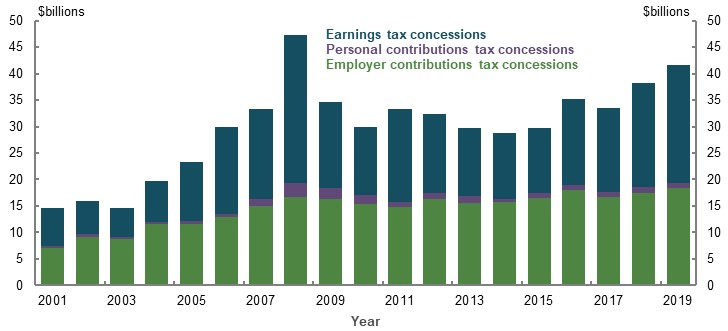 $billions $billions
Earnings tax concessions
Personal contributions tax concessions
Employer contributions tax concessions
50 50
45 45
40 40
35 35
30 30
25 25
20 20
15 15
10 10
5 5
0 0
2001 2003 2005 2007 2009 2011 2013 2015 2017 2019
Year